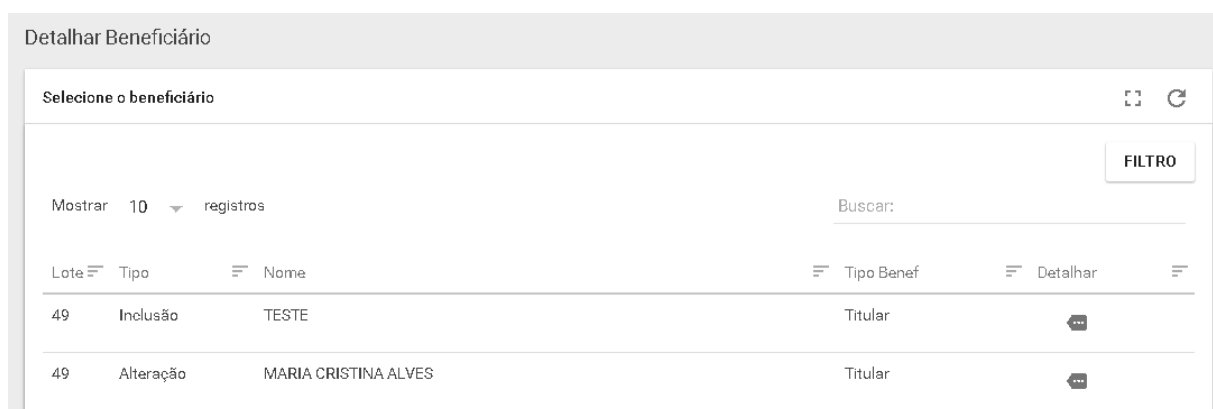 Detalhar Beneficiário
Selecione o beneficiário
FILTRO
Mostrar 10 registros
Buscar:
Lote Tipo Nome Tipo Benef Detalhar
49 Inclusão TESTE Titular
49 Alteração MARIA CRISTINA ALVES Titular